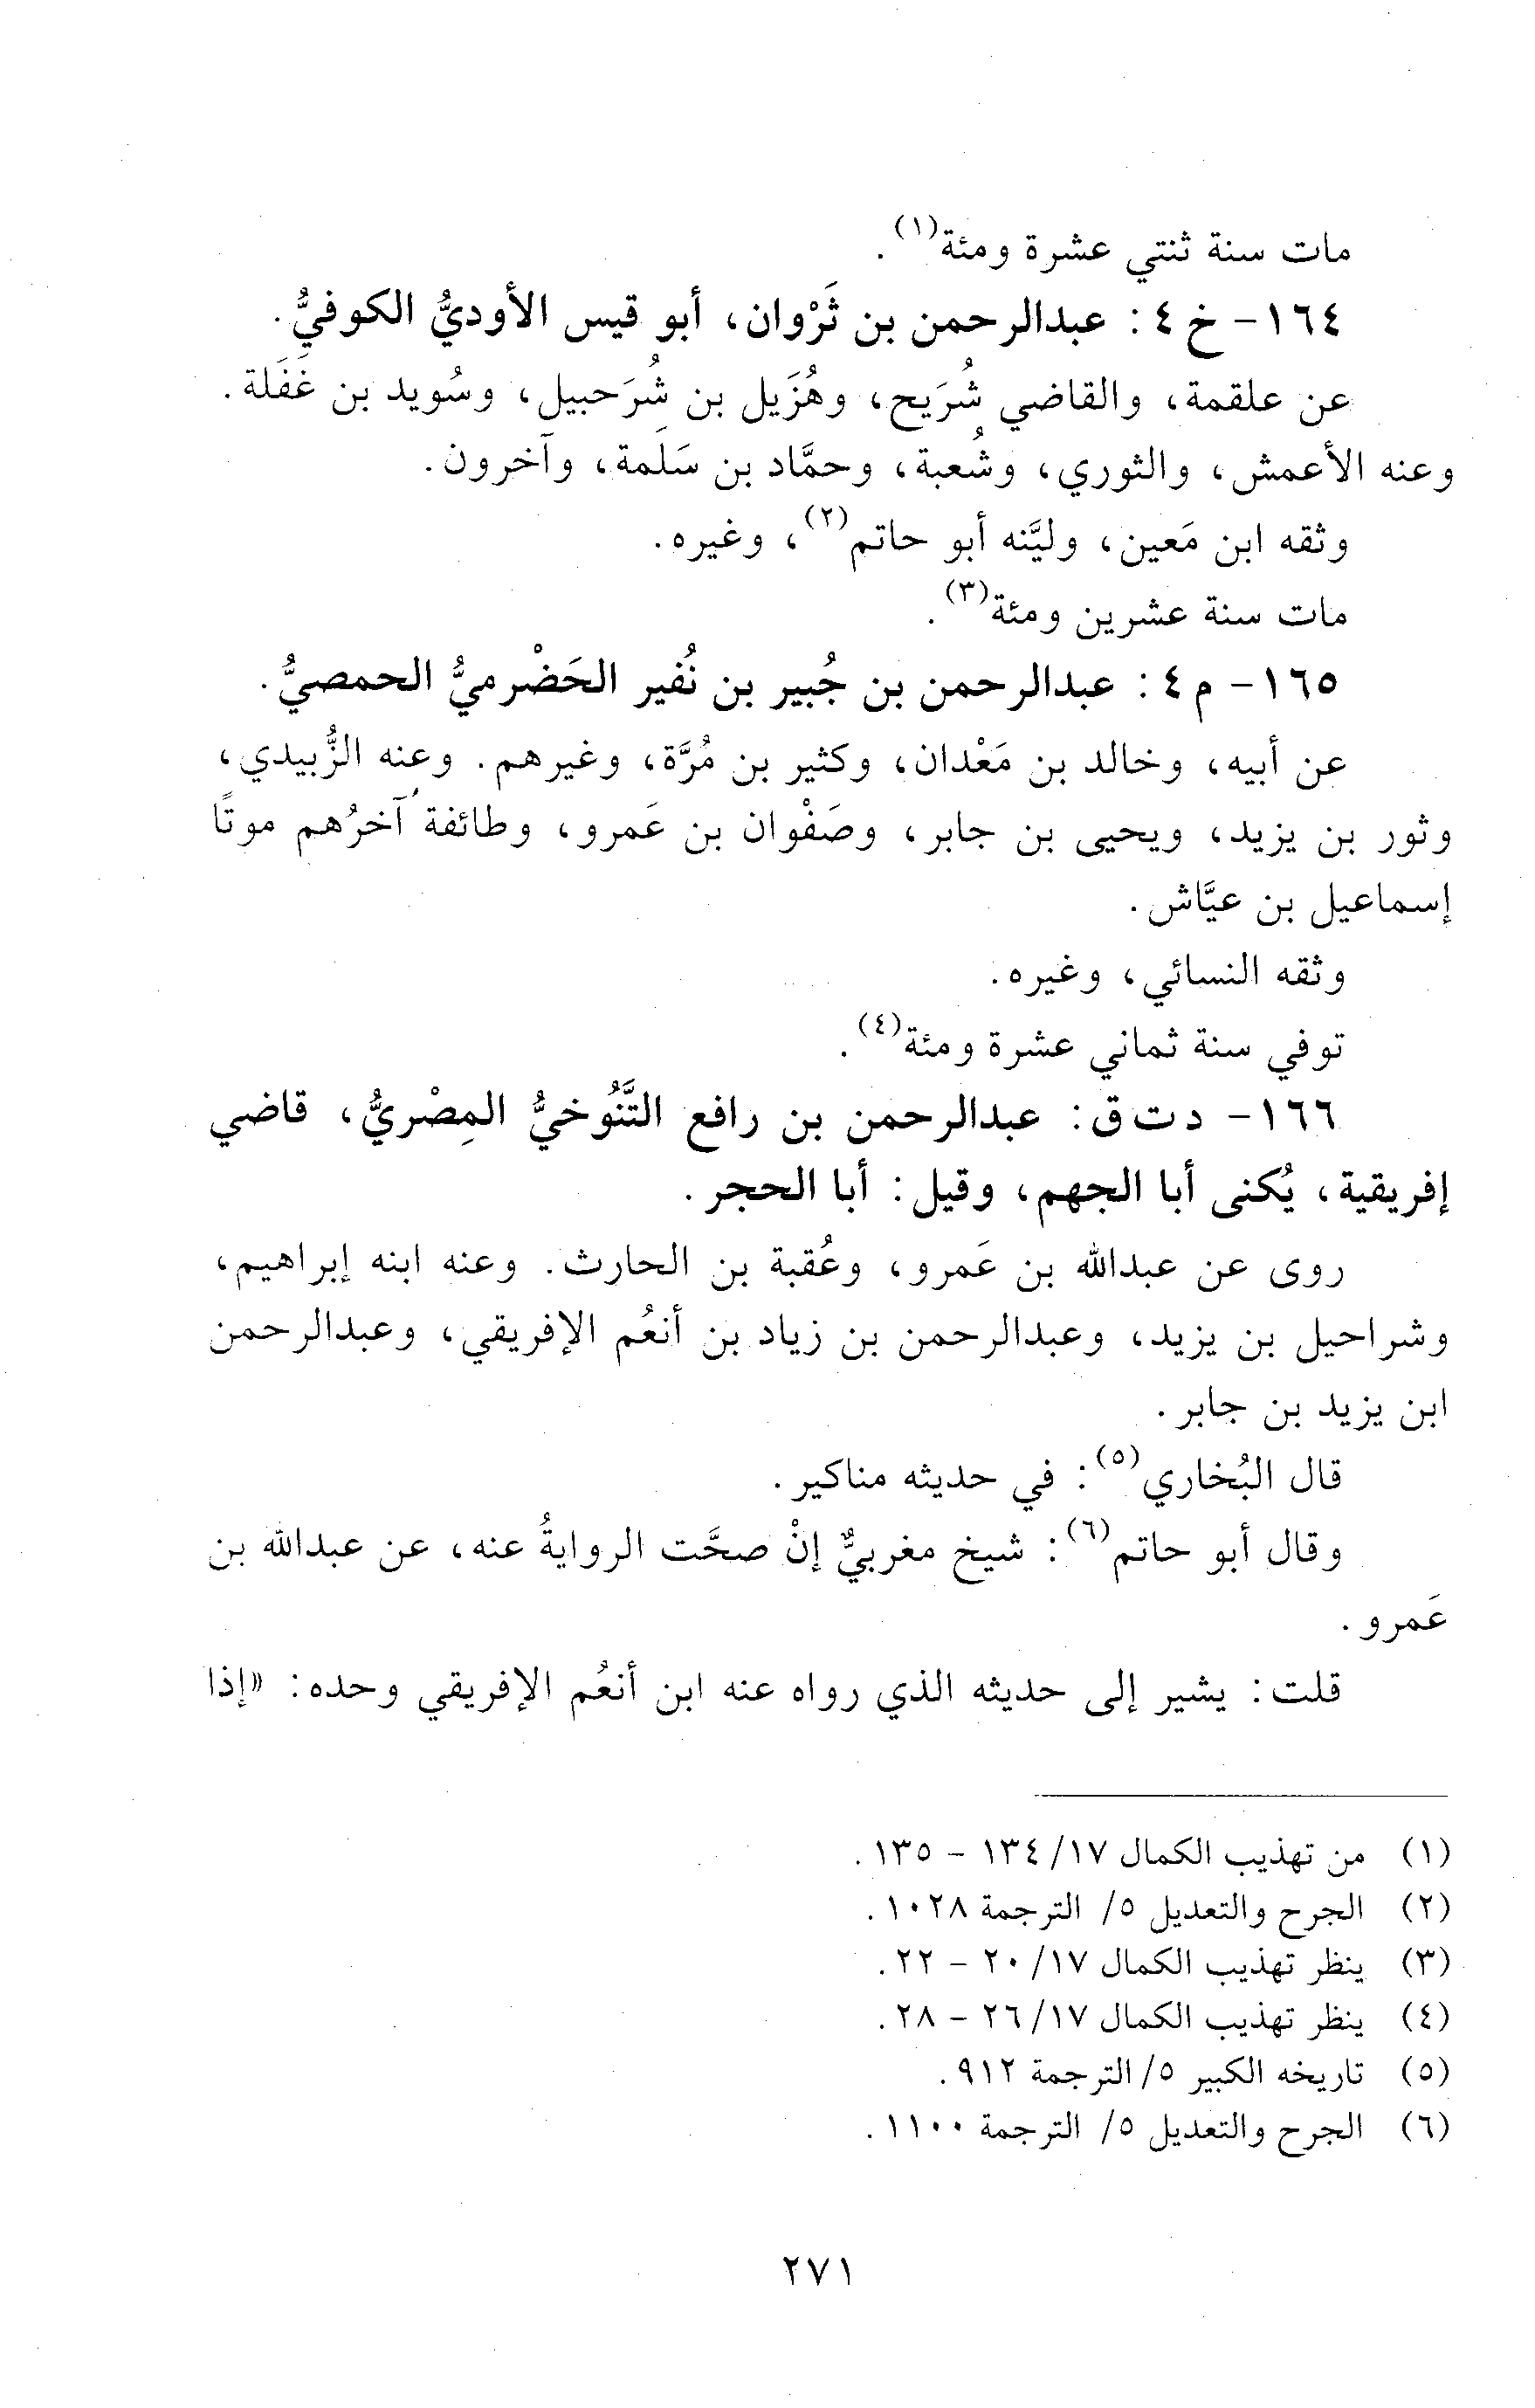 مات سنة ثنتي عشرة ومئة(١).
١٦٤- خ ٤: عبدالرحمن بن ثَرْوان، أبو قيس الأوديُّ الكوفيُّ.
عن علقمة، والقاضي شُرَيح، وهُزَيل بن شُرَحبيل، وسُويد بن غَفَلة.
وعنه الأعمش، والثوري، وشُعبة، وحمَّاد بن سَلَمة، وآخرون.
وثقه ابن مَعين، وليَّنه أبو حاتم(٢)، وغيره.
مات سنة عشرين ومئة(٣).
١٦٥- م ٤: عبدالرحمن بن جُبير بن نُفير الحَضْرميُّ الحمصيُّ.
عن أبيه، وخالد بن مَعْدان، وكثير بن مُرَّة، وغيرهم. وعنه الزُّبيدي،
وثور بن يزيد، ويحيى بن جابر، وصَفْوان بن عَمرو، وطائفة آخرُهم موتًا
إسماعيل بن عيَّاش.
وثقه النسائي، وغيره.
توفي سنة ثماني عشرة ومئة(٤).
١٦٦- د ت ق: عبدالرحمن بن رافع التَّنُوخيُّ المِصْريُّ، قاضي
إفريقية، يُكنى أبا الجهم، وقيل: أبا الحجر.
روى عن عبدالله بن عَمرو، وعُقبة بن الحارث. وعنه ابنه إبراهيم،
وشراحيل بن يزيد، وعبدالرحمن بن زياد بن أنعُم الإفريقي، وعبدالرحمن
ابن يزيد بن جابر.
قال البُخاري(٥): في حديثه مناكير.
وقال أبو حاتم(٦): شيخ مغربيٌّ إنْ صحَّت الروايةُ عنه، عن عبدالله بن
عَمرو.
قلت: يشير إلى حديثه الذي رواه عنه ابن أنعُم الإفريقي وحده: «إذا
(١) من تهذيب الكمال ١٧/ ١٣٤ - ١٣٥.
(٢) الجرح والتعديل ٥/ الترجمة ١٠٢٨.
(٣) ينظر تهذيب الكمال ١٧/ ٢٠ - ٢٢.
(٤) ينظر تهذيب الكمال ١٧/ ٢٦ - ٢٨.
(٥) تاريخه الكبير ٥/ الترجمة ٩١٢.
(٦) الجرح والتعديل ٥/ الترجمة ١١٠٠.
٢٧١